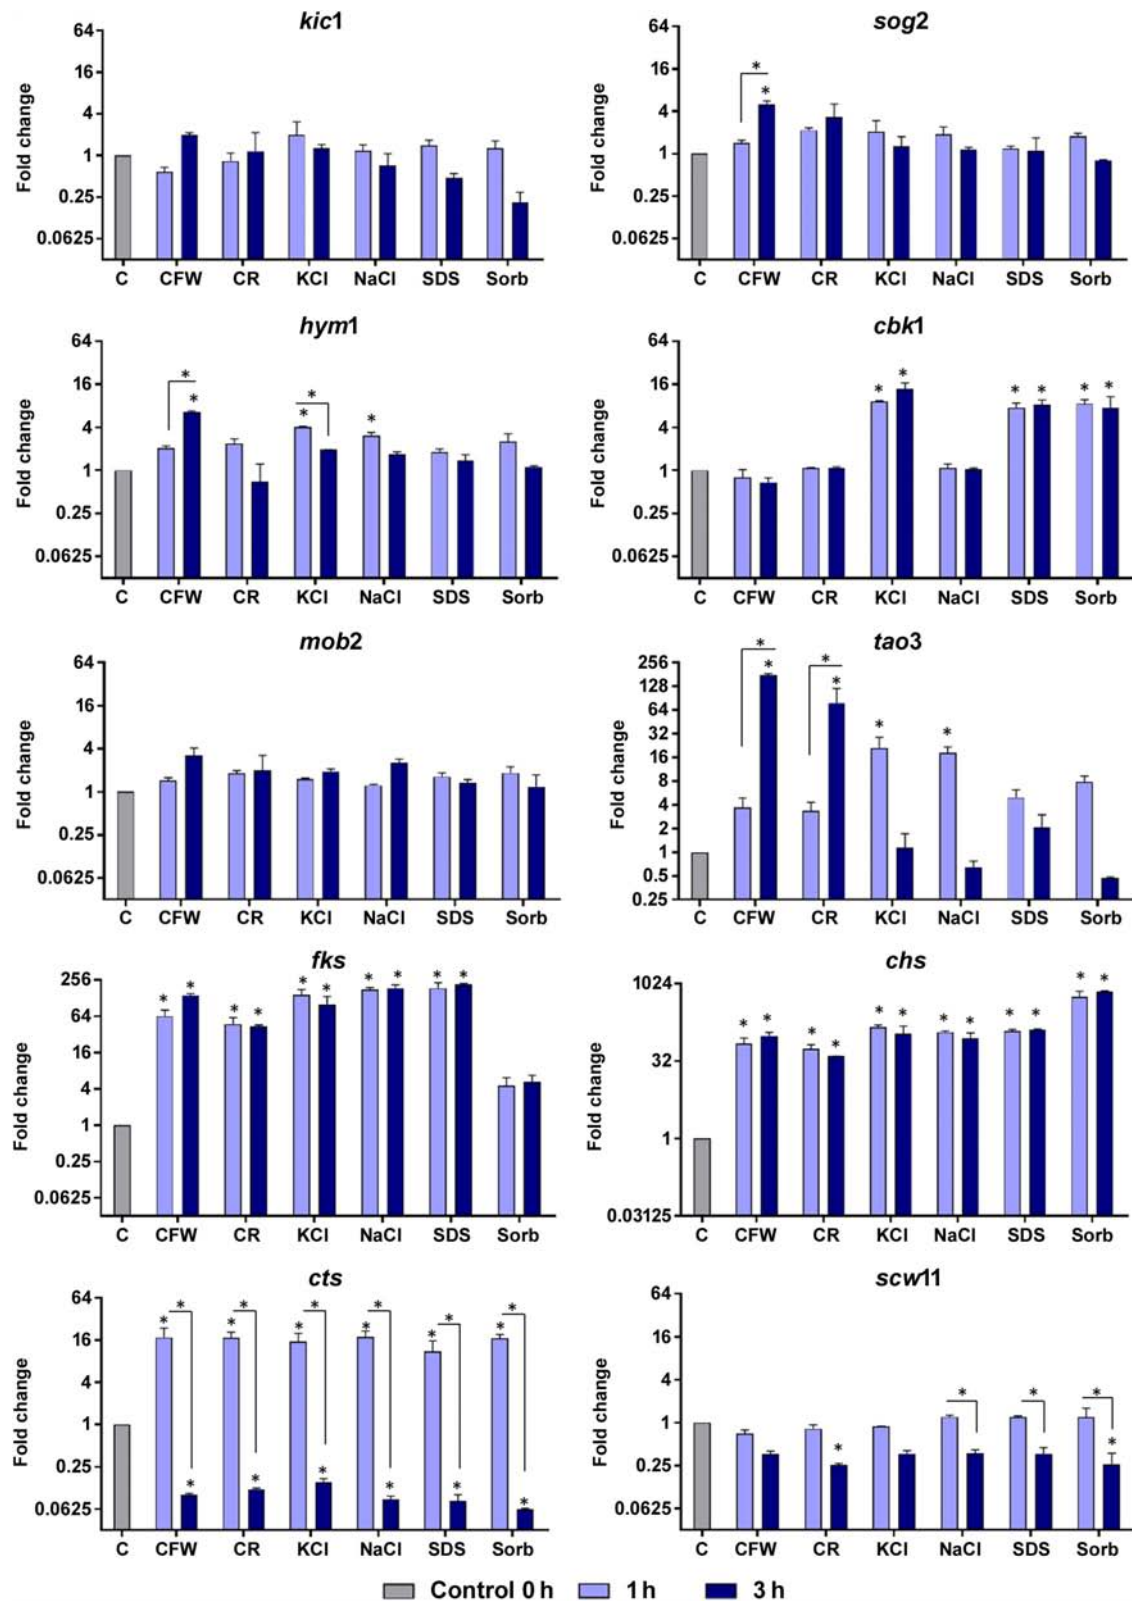 kic1
Fold change
64
16
4
1
0.25
0.0625
C CFW CR KCl NaCl SDS Sorb
sog2
Fold change
64
16
4
1
0.25
0.0625
* *
C CFW CR KCl NaCl SDS Sorb
hym1
Fold change
64
16
4
1
0.25
0.0625
* * * * *
C CFW CR KCl NaCl SDS Sorb
cbk1
Fold change
64
16
4
1
0.25
0.0625
* * * * * *
C CFW CR KCl NaCl SDS Sorb
mob2
Fold change
64
16
4
1
0.25
0.0625
C CFW CR KCl NaCl SDS Sorb
tao3
Fold change
256
128
64
32
16
8
4
2
1
0.5
0.25
* * * * * *
C CFW CR KCl NaCl SDS Sorb
fks
Fold change
256
64
16
4
1
0.25
0.0625
* * * * * * * * * *
C CFW CR KCl NaCl SDS Sorb
chs
Fold change
1024
32
1
0.03125
* * * * * * * * * * * *
C CFW CR KCl NaCl SDS Sorb
cts
Fold change
64
16
4
1
0.25
0.0625
* * * * * * * * * * * * * * * * * *
C CFW CR KCl NaCl SDS Sorb
scw11
Fold change
64
16
4
1
0.25
0.0625
* * * * *
C CFW CR KCl NaCl SDS Sorb
Control 0 h 1 h 3 h